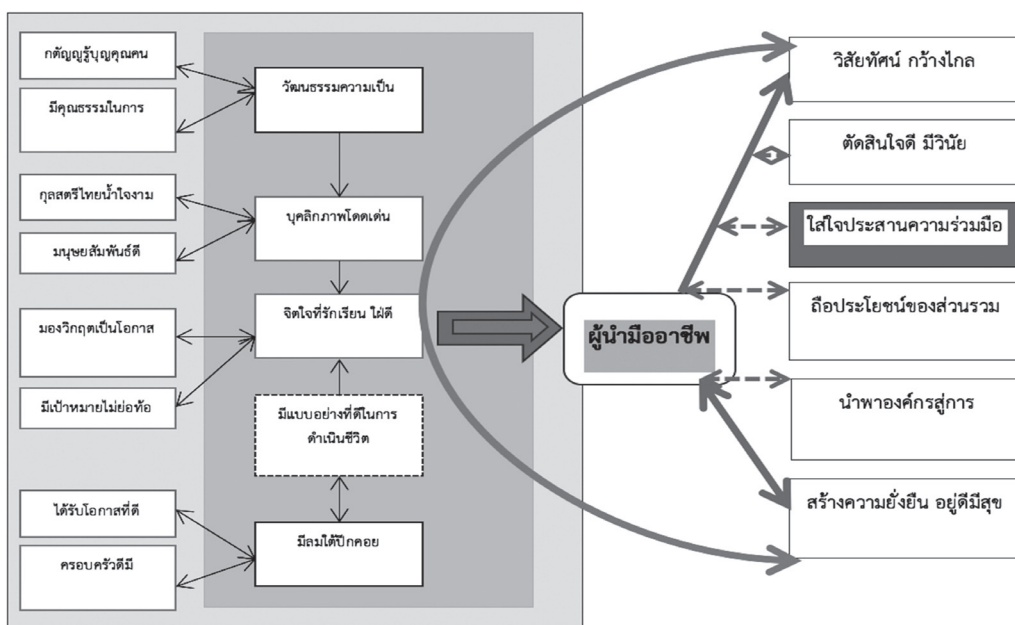 กตัญญูรู้บุญคุณคน
มีคุณธรรมในการ
กุลสตรีไทยน้ำใจงาม
มนุษยสัมพันธ์ดี
มองวิกฤตเป็นโอกาส
มีเป้าหมายไม่ย่อท้อ
ได้รับโอกาสที่ดี
ครอบครัวดีมี
วัฒนธรรมความเป็น
บุคลิกภาพโดดเด่น
จิตใจที่รักเรียน ใฝ่ดี
มีแบบอย่างที่ดีในการ
ดำเนินชีวิต
มีลมใต้ปีกคอย
ผู้นำมืออาชีพ
วิสัยทัศน์ กว้างไกล
ตัดสินใจดี มีวินัย
ใส่ใจประสานความร่วมมือ
ถือประโยชน์ของส่วนรวม
นำพาองค์กรสู่การ
สร้างความยั่งยืน อยู่ดีมีสุข